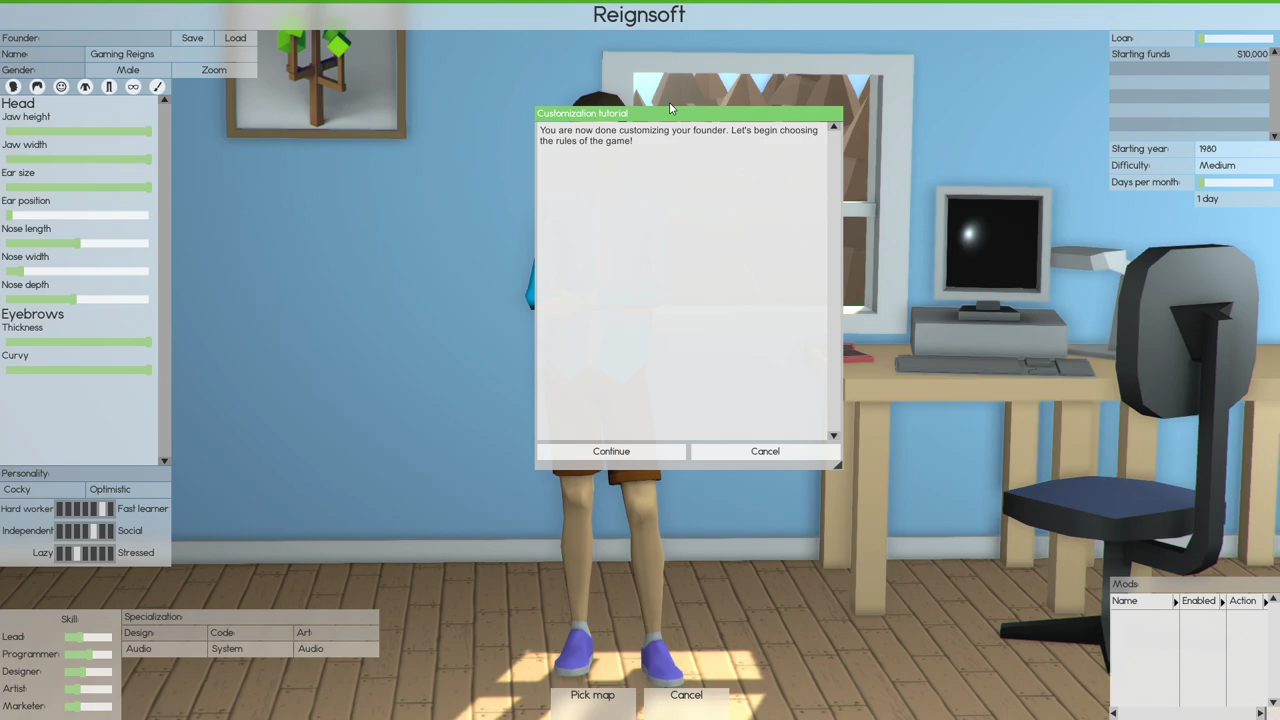 Reignsoft
Founder: Save Load
Name: Gaming Reigns
Gender: Male Zoom
Head
Jaw height
Jaw width
Ear size
Ear position
Nose length
Nose width
Nose depth
Eyebrows
Thickness
Curvy
Personality:
Cocky Optimistic
Hard worker Fast learner
Independent Social
Lazy Stressed
Skill:
Lead:
Programmer:
Designer:
Artist:
Marketer:
Specialization:
Design: Code: Art:
Audio System Audio
Customization tutorial
You are now done customizing your founder. Let's begin choosing
the rules of the game!
Continue Cancel
Pick map Cancel
Loan:
Starting funds $10,000
Starting year: 1980
Difficulty: Medium
Days per month:
1 day
Mods:
Name Enabled Action